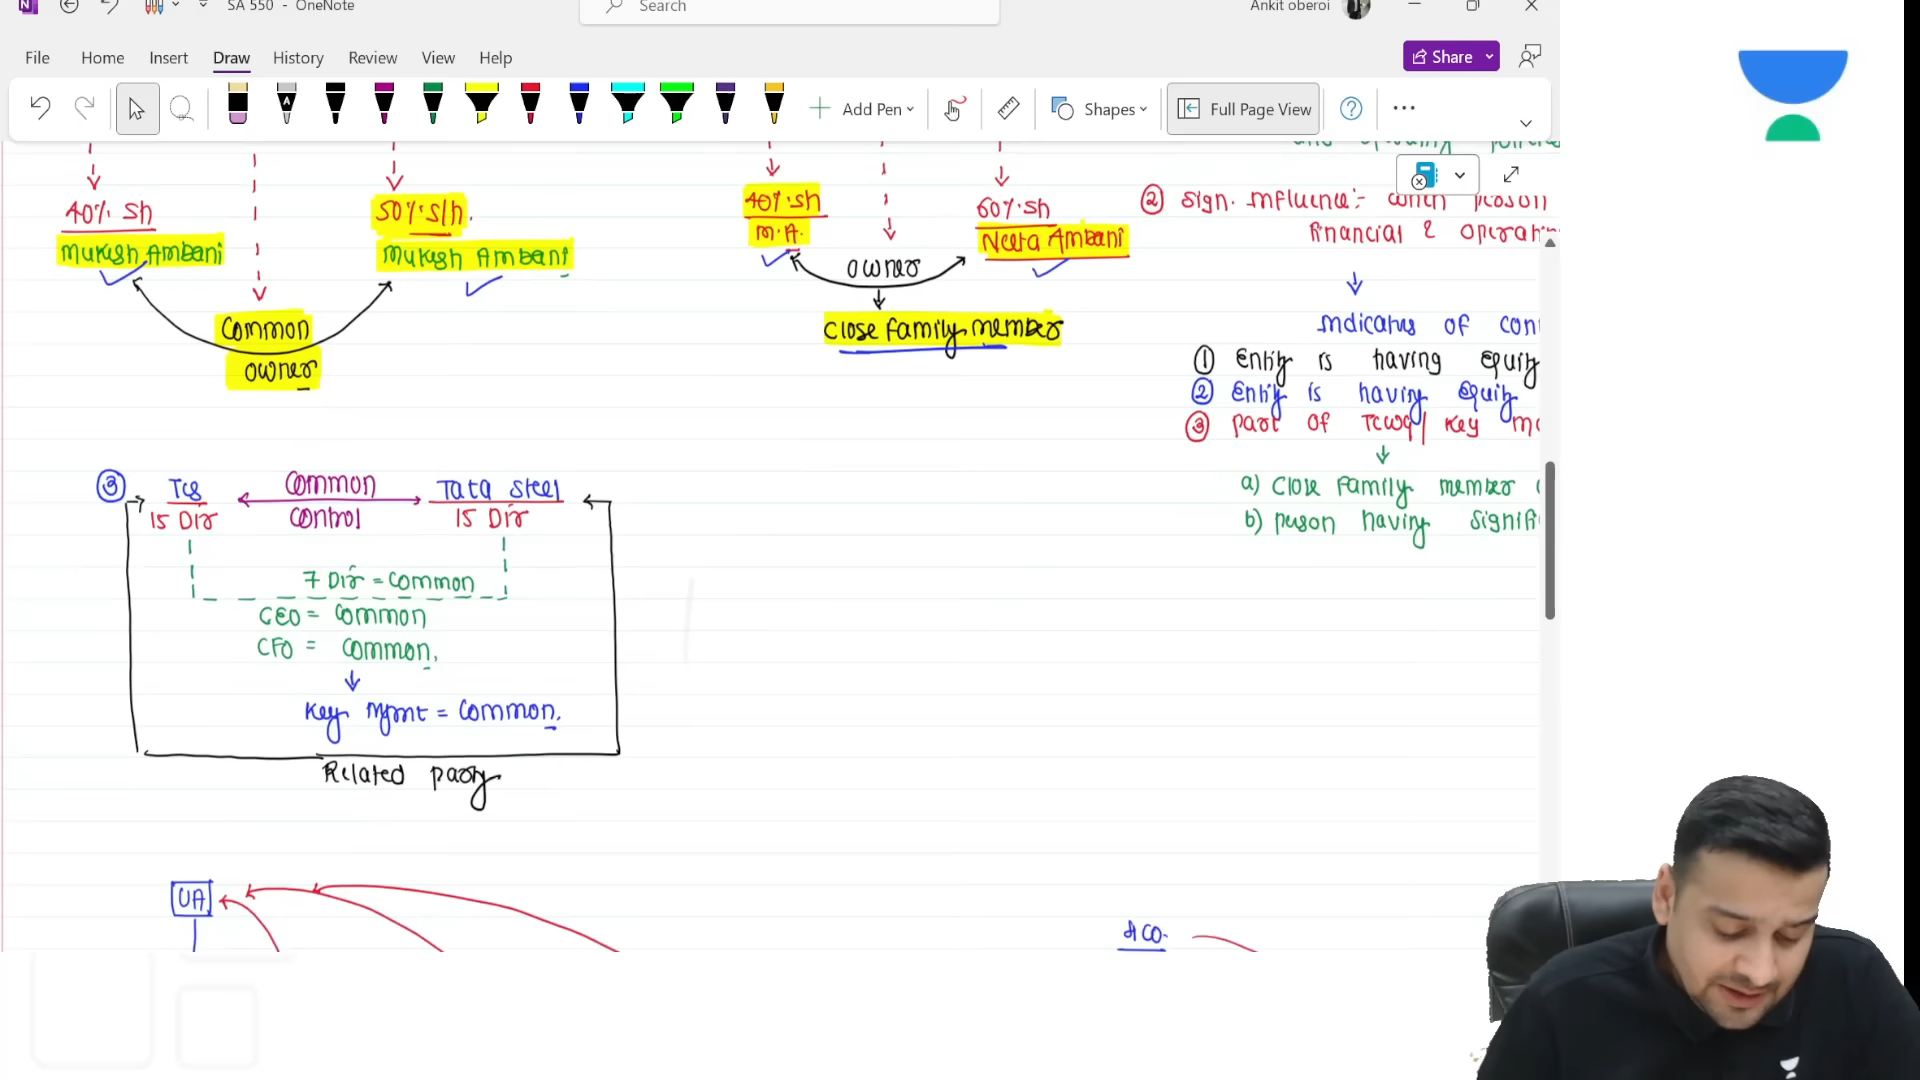 SA 550 - OneNote
Search
Ankit oberoi
File Home Insert Draw History Review View Help
Share
Add Pen
Shapes
Full Page View
40% sh
Mukesh Ambani
50% s/h.
Mukesh Ambani
Common
owner
40% sh
M.A.
60% sh
Neeta Ambani
owner
Close family member
② Sign. Influence:-
financial &
Indicators of
① Entity is having
② Entity is having
③ part of TCWG / Key
a) Close family member
b) person having
③ TCS
15 Dir
Common
Control
Tata Steel
15 Dir
7 Dir = Common
CEO = Common
CFO = Common.
Key Mgmt = Common.
Related party
UA